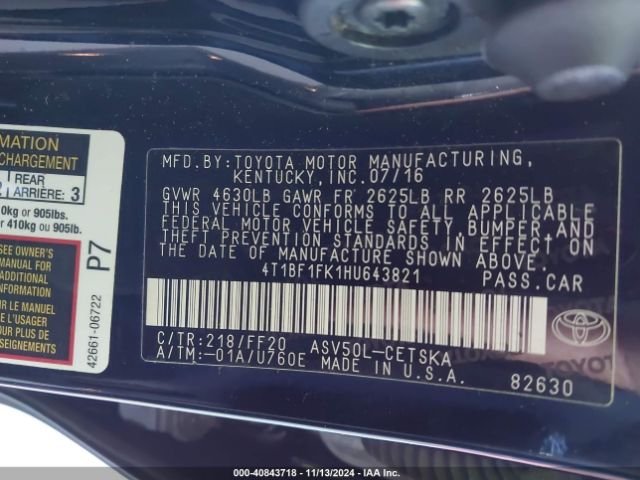 MATION
CHARGEMENT
REAR
ARRIÈRE: 3
0kg or 905lbs.
r 410kg ou 905lb.
SEE OWNER'S
MANUAL FOR
MATION
LE MANUEL
DE L'USAGER
POUR
SEIGNEMENTS
42661-06722
P7
MFD.BY:TOYOTA MOTOR MANUFACTURING,
KENTUCKY, INC.07/16
GVWR 4630LB GAWR FR 2625LB RR 2625LB
THIS VEHICLE CONFORMS TO ALL APPLICABLE
FEDERAL MOTOR VEHICLE SAFETY, BUMPER, AND
THEFT PREVENTION STANDARDS IN EFFECT ON
THE DATE OF MANUFACTURE SHOWN ABOVE.
4T1BF1FK1HU643821 PASS.CAR
C/TR:218/FF20 ASV50L-CETSKA
A/TM:-01A/U760E MADE IN U.S.A.
TOYOTA
82630
000-40843718 - 11/13/2024 - IAA Inc.